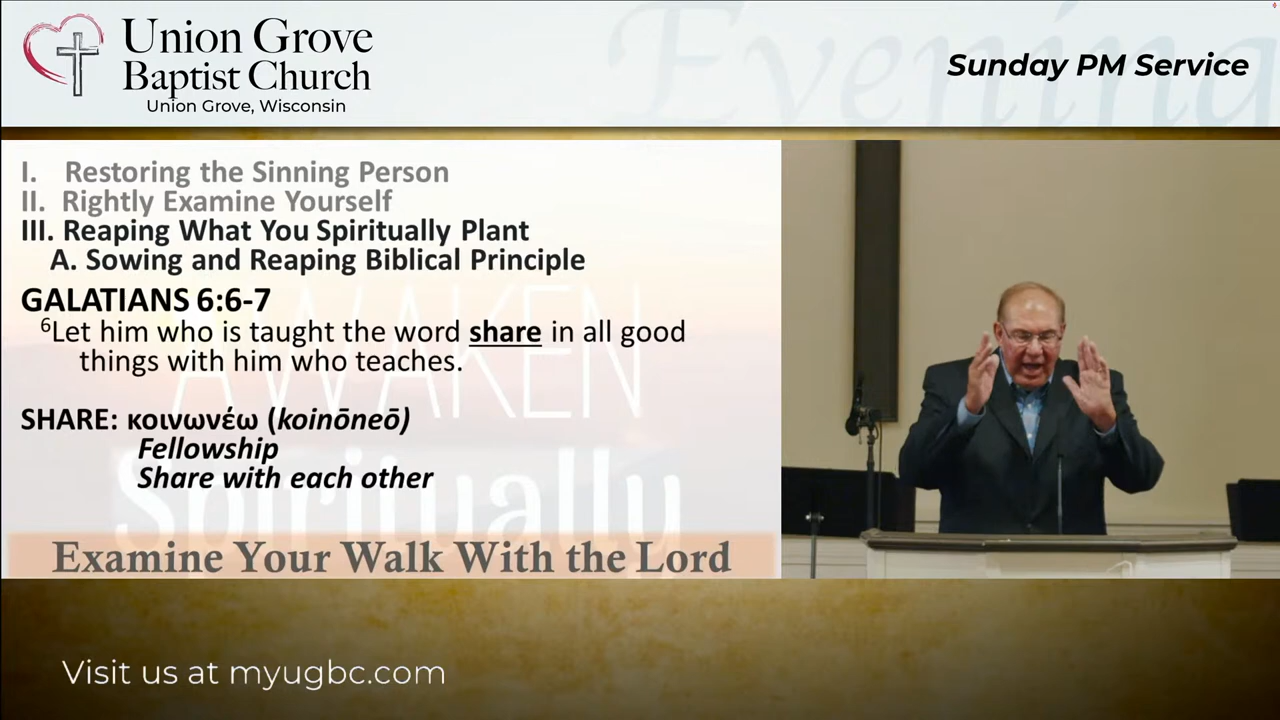 Union Grove
Baptist Church
Union Grove, Wisconsin
Evening
Sunday PM Service
I. Restoring the Sinning Person
II. Rightly Examine Yourself
III. Reaping What You Spiritually Plant
A. Sowing and Reaping Biblical Principle
GALATIANS 6:6-7
6Let him who is taught the word share in all good
things with him who teaches.
AWAKEN
SHARE: κοινωνέω (koinōneō)
Fellowship
Share with each other
Spiritually
Examine Your Walk With the Lord
Visit us at myugbc.com